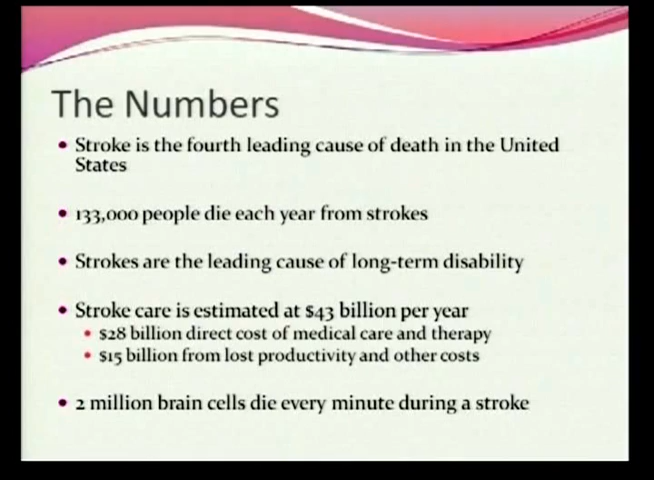 The Numbers
• Stroke is the fourth leading cause of death in the United
States
• 133,000 people die each year from strokes
• Strokes are the leading cause of long-term disability
• Stroke care is estimated at $43 billion per year
• $28 billion direct cost of medical care and therapy
• $15 billion from lost productivity and other costs
• 2 million brain cells die every minute during a stroke